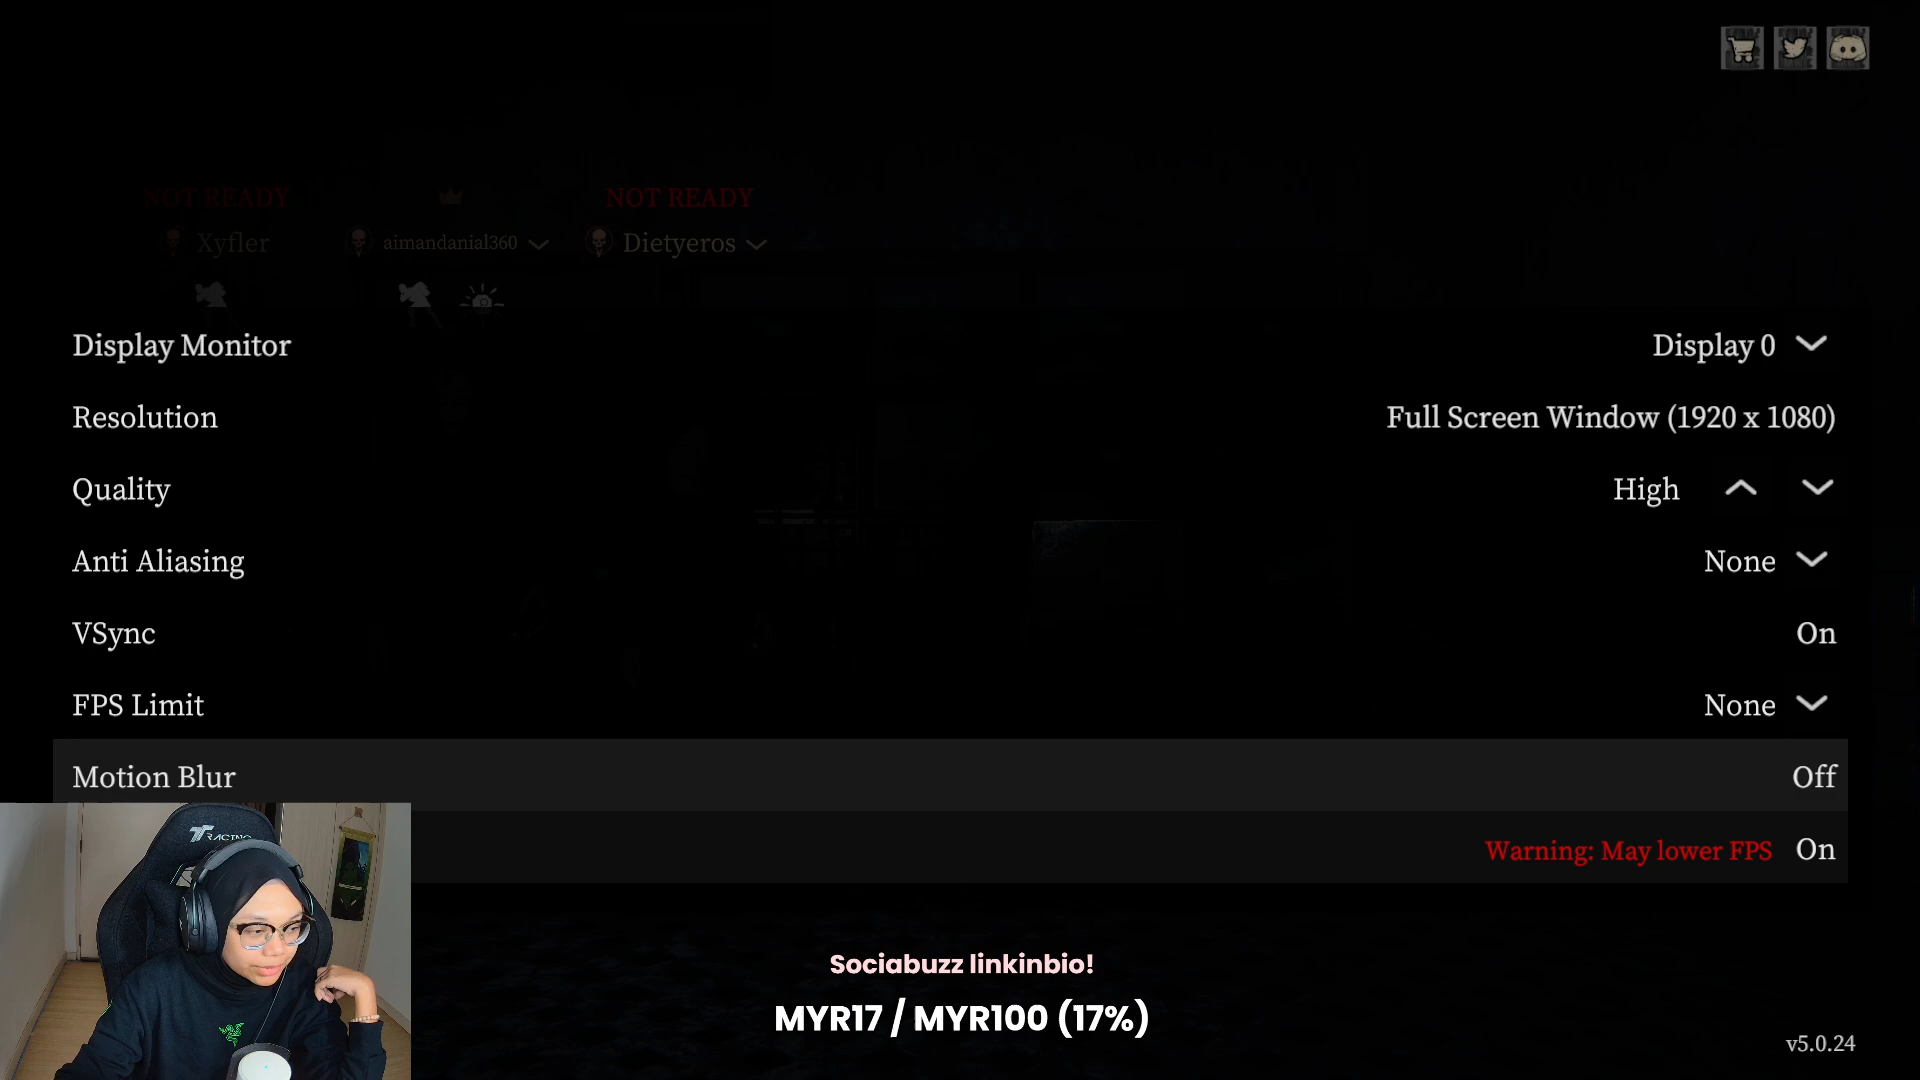 NOT READY
NOT READY
Xyfler
aimandanial360
Dietyeros
Display Monitor
Display 0
Resolution
Full Screen Window (1920 x 1080)
Quality
High
Anti Aliasing
None
VSync
On
FPS Limit
None
Motion Blur
Off
Warning: May lower FPS
On
TRACING
Sociabuzz linkinbio!
MYR17 / MYR100 (17%)
v5.0.24